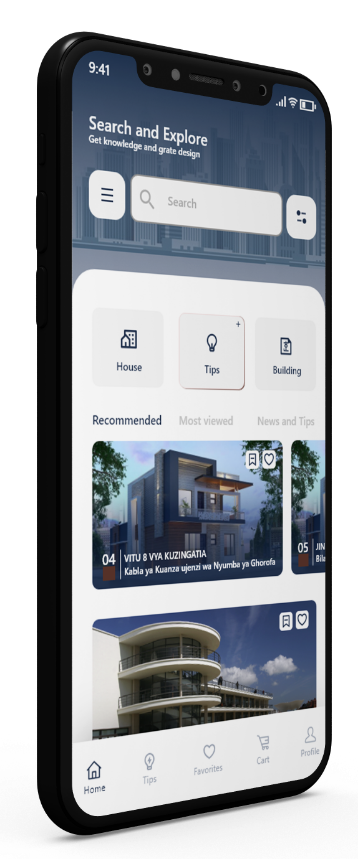 9:41
Search and Explore
Get knowledge and grate design
Search
House
Tips
Building
Recommended
Most viewed
News and Tips
04
VITU 8 VYA KUZINGATIA
Kabla ya Kuanza ujenzi wa Nyumba ya Ghorofa
05
JIN
Bila
Home
Tips
Favorites
Cart
Profile